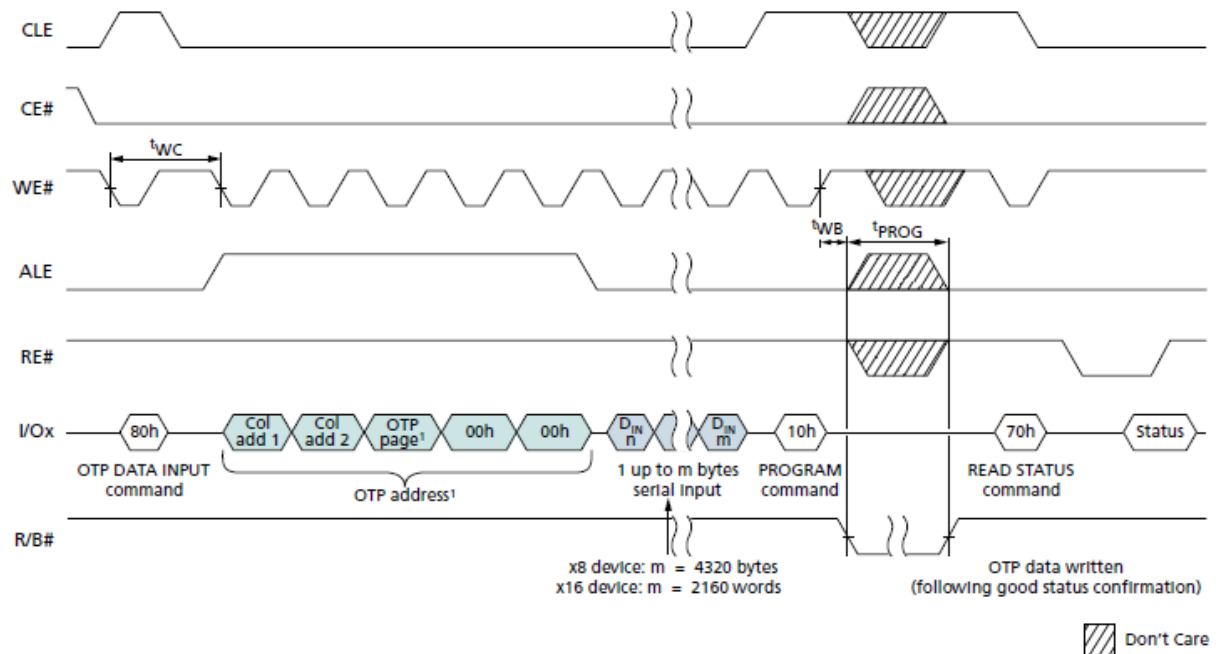 CLE
CE#
tWC
WE#
tWB
tPROG
ALE
RE#
I/Ox
80h
Col add 1
Col add 2
OTP page¹
00h
00h
DIN n
DIN m
10h
70h
Status
OTP DATA INPUT
command
OTP address¹
1 up to m bytes
serial input
PROGRAM
command
READ STATUS
command
R/B#
x8 device: m = 4320 bytes
x16 device: m = 2160 words
OTP data written
(following good status confirmation)
Don't Care